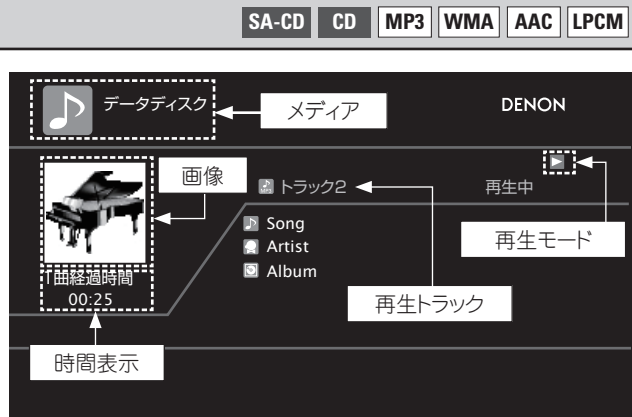 SA-CD CD MP3 WMA AAC LPCM
データディスク
メディア
DENON
画像
トラック2
再生中
再生モード
Song
Artist
Album
1曲経過時間
00:25
再生トラック
時間表示